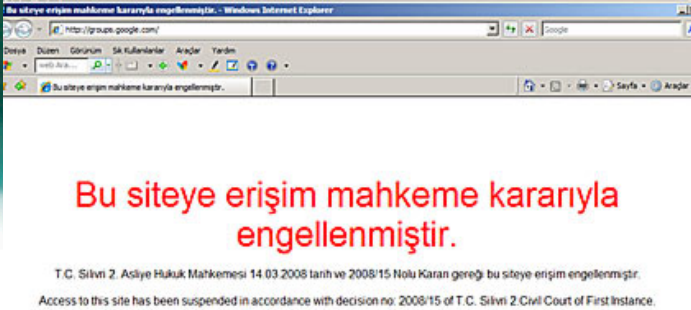 Bu siteye erişim mahkeme kararıyla engellenmiştir. - Windows Internet Explorer
http://groups.google.com/
Google
Dosya Düzen Görünüm Sık Kullanılanlar Araçlar Yardım
web Ara...
Bu siteye erişim mahkeme kararıyla engellenmiştir.
Sayfa Araçlar
Bu siteye erişim mahkeme kararıyla
engellenmiştir.
T.C. Silivri 2. Asliye Hukuk Mahkemesi 14.03.2008 tarih ve 2008/15 Nolu Kararı gereği bu siteye erişim engellenmiştir.
Access to this site has been suspended in accordance with decision no: 2008/15 of T.C. Silivri 2.Civil Court of First Instance.